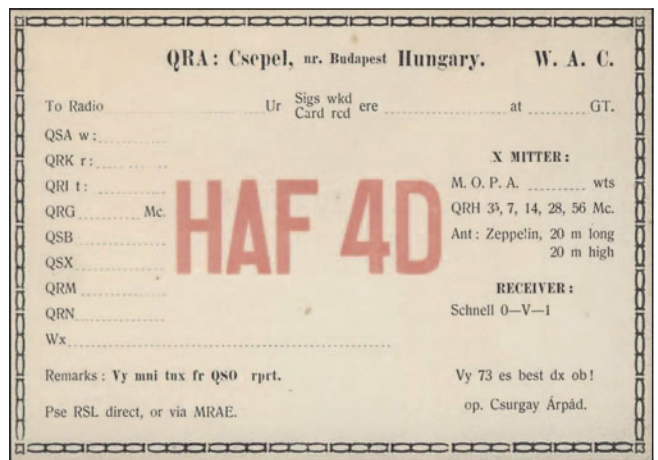 QRA: Csepel, nr. Budapest Hungary. W. A. C.
To Radio Ur Sigs wkd ere at GT.
Card rcd
QSA w:
QRK r:
QRI t:
QRG Mc.
QSB
QSX
QRM
QRN
Wx
HAF 4D
X MITTER:
M. O. P. A. wts
QRH 35, 7, 14, 28, 56 Mc.
Ant: Zeppelin, 20 m long
20 m high
RECEIVER:
Schnell 0—V—1
Remarks: Vy mni tnx fr QSO rprt.
Vy 73 es best dx ob!
Pse RSL direct, or via MRAE.
op. Csurgay Árpád.